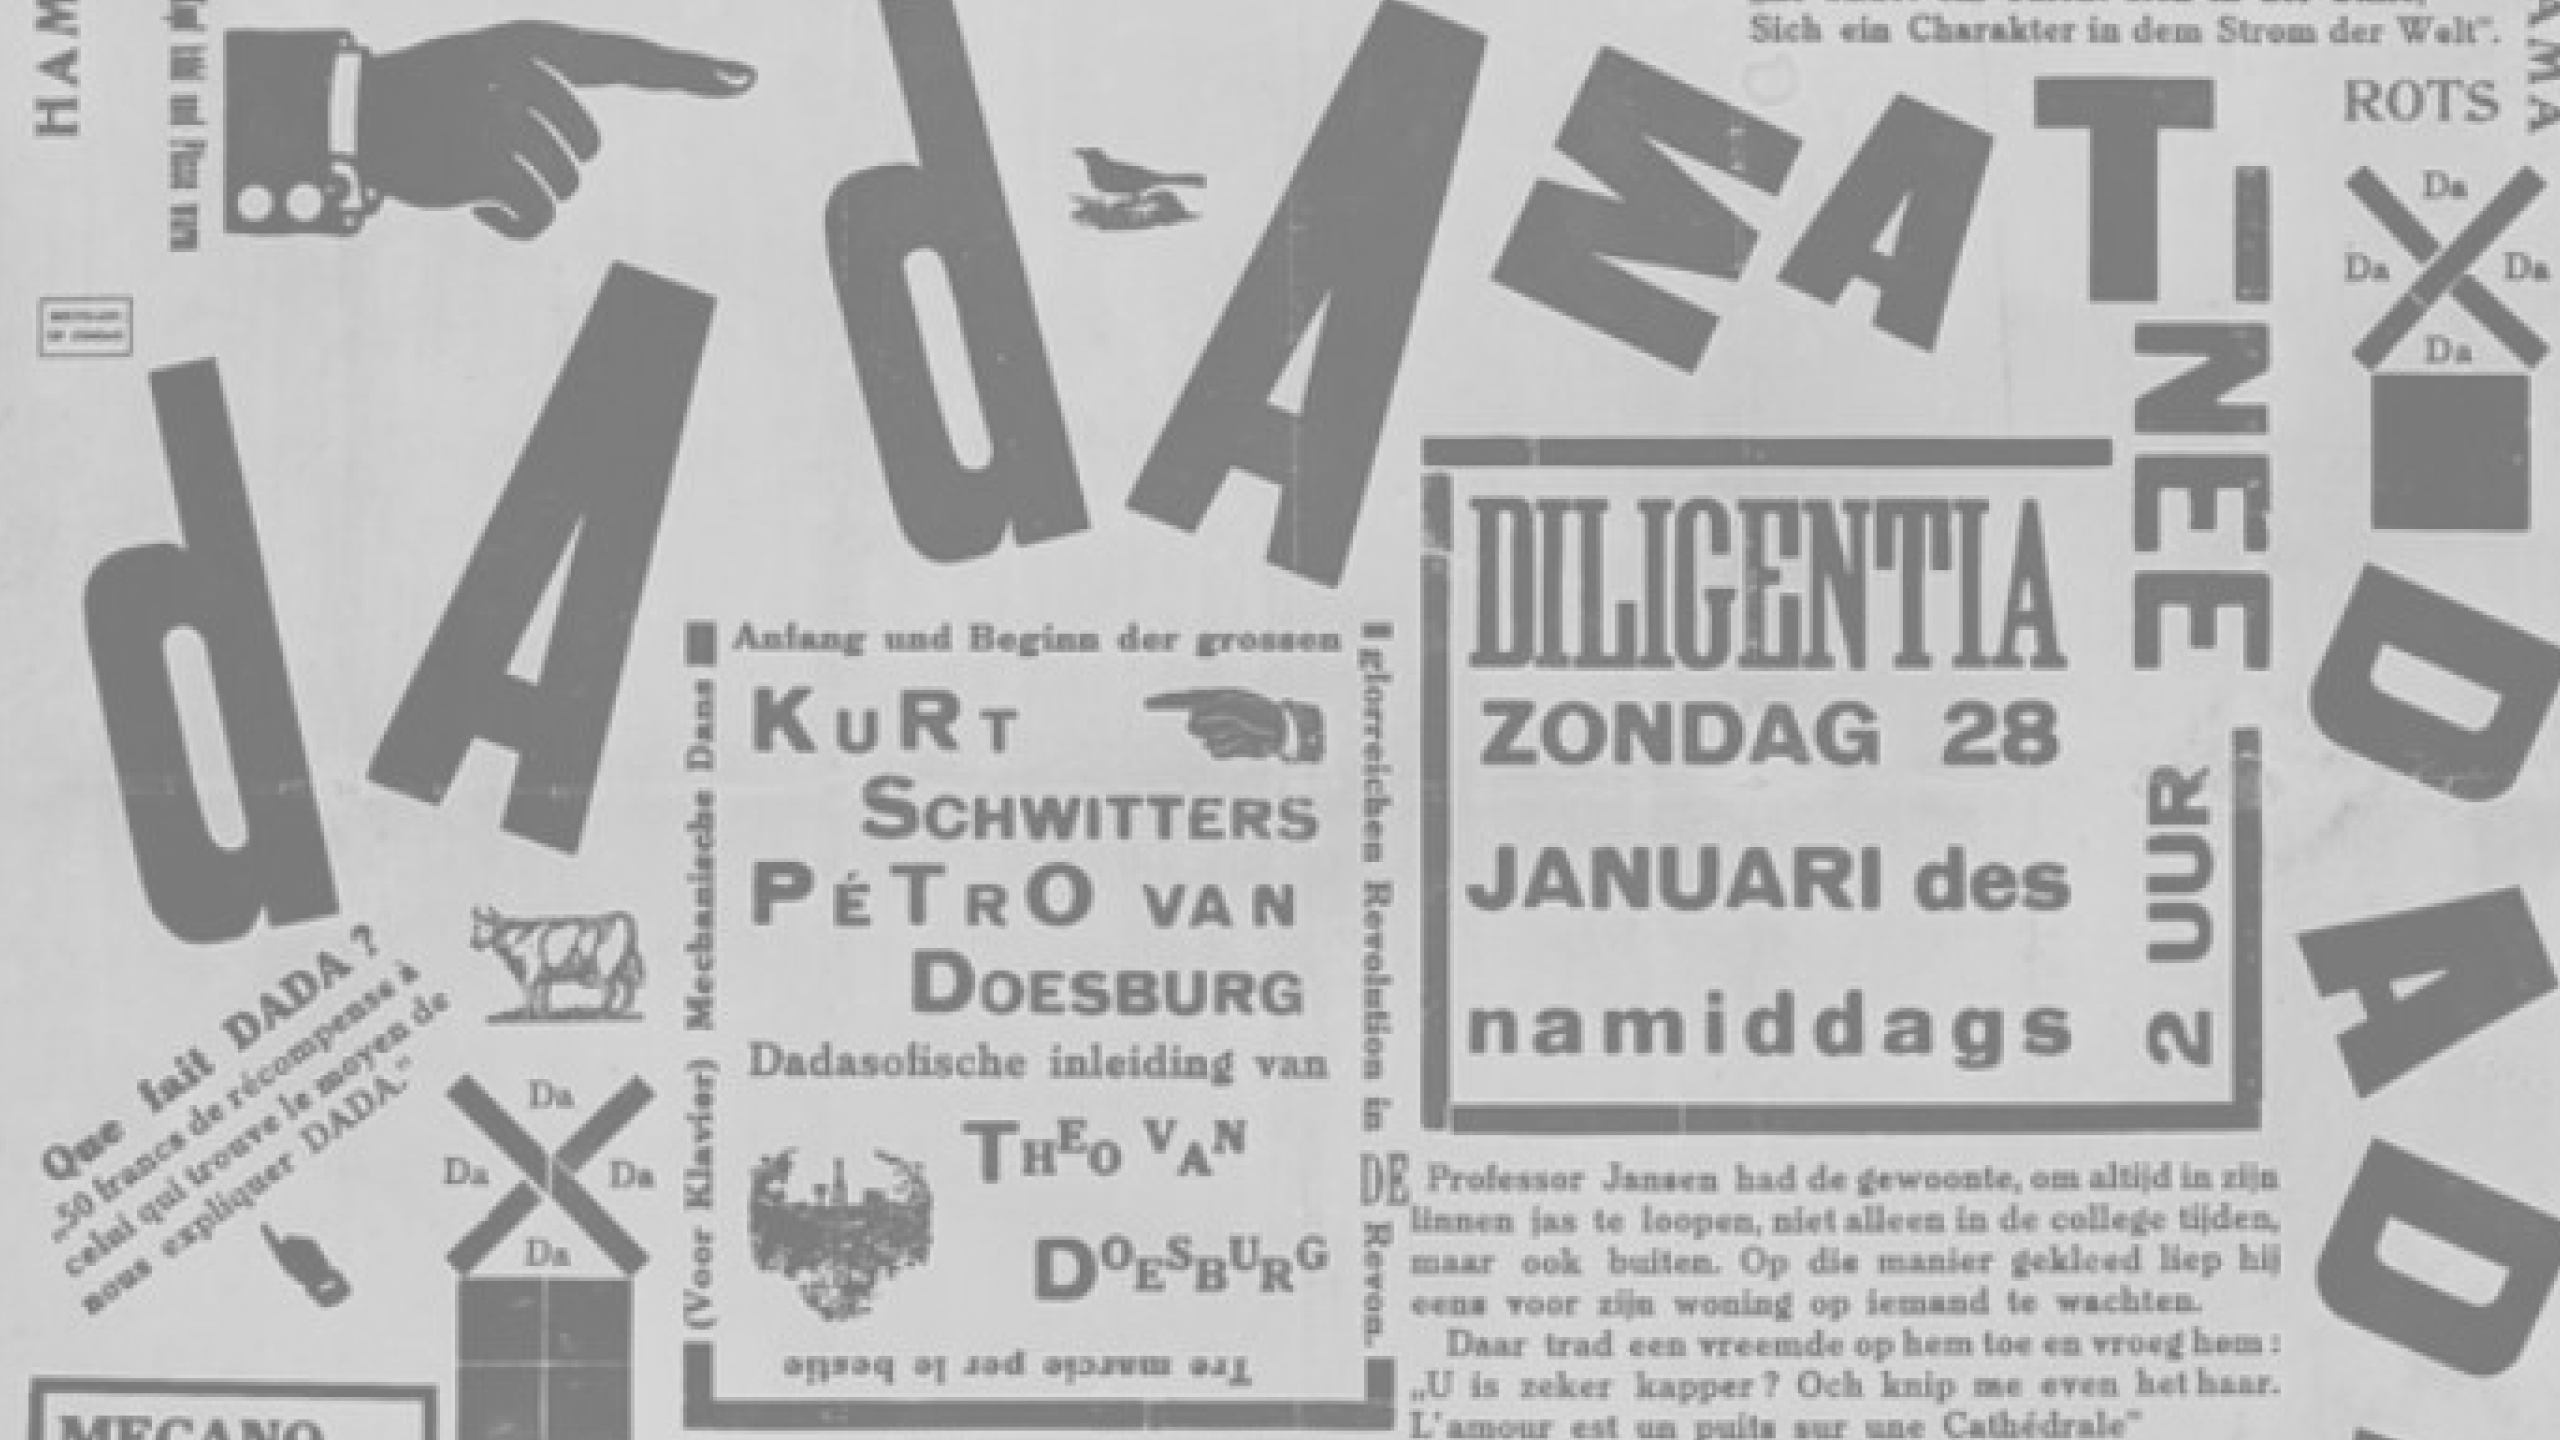 Sich ein Charakter in dem Strom der Welt".
ROTS
Da
Da Da
Da
dA dA
MATINEE
DILIGENTIA
ZONDAG 28
JANUARI des
namiddags
2 UUR
Anfang und Beginn der grossen
glorreichen Revolution in
Revon.
KURT
SCHWITTERS
PÉTRO VAN
DOESBURG
Dadasofische inleiding van
THEO VAN
DOESBURG
Tre marcie per le bestie
(Voor Klavier) Mechanische Dans
Que fait DADA?
„50 francs de récompense à
celui qui trouve le moyen de
nous expliquer DADA."
Da
Da Da
Da
MECANO
DE Professor Jansen had de gewoonte, om altijd in zijn
linnen jas te loopen, niet alleen in de college tijden,
maar ook buiten. Op die manier gekleed liep hij
eens voor zijn woning op iemand te wachten.
Daar trad een vreemde op hem toe en vroeg hem:
„U is zeker kapper? Och knip me even het haar.
L'amour est un puits sur une Cathédrale"
DAD